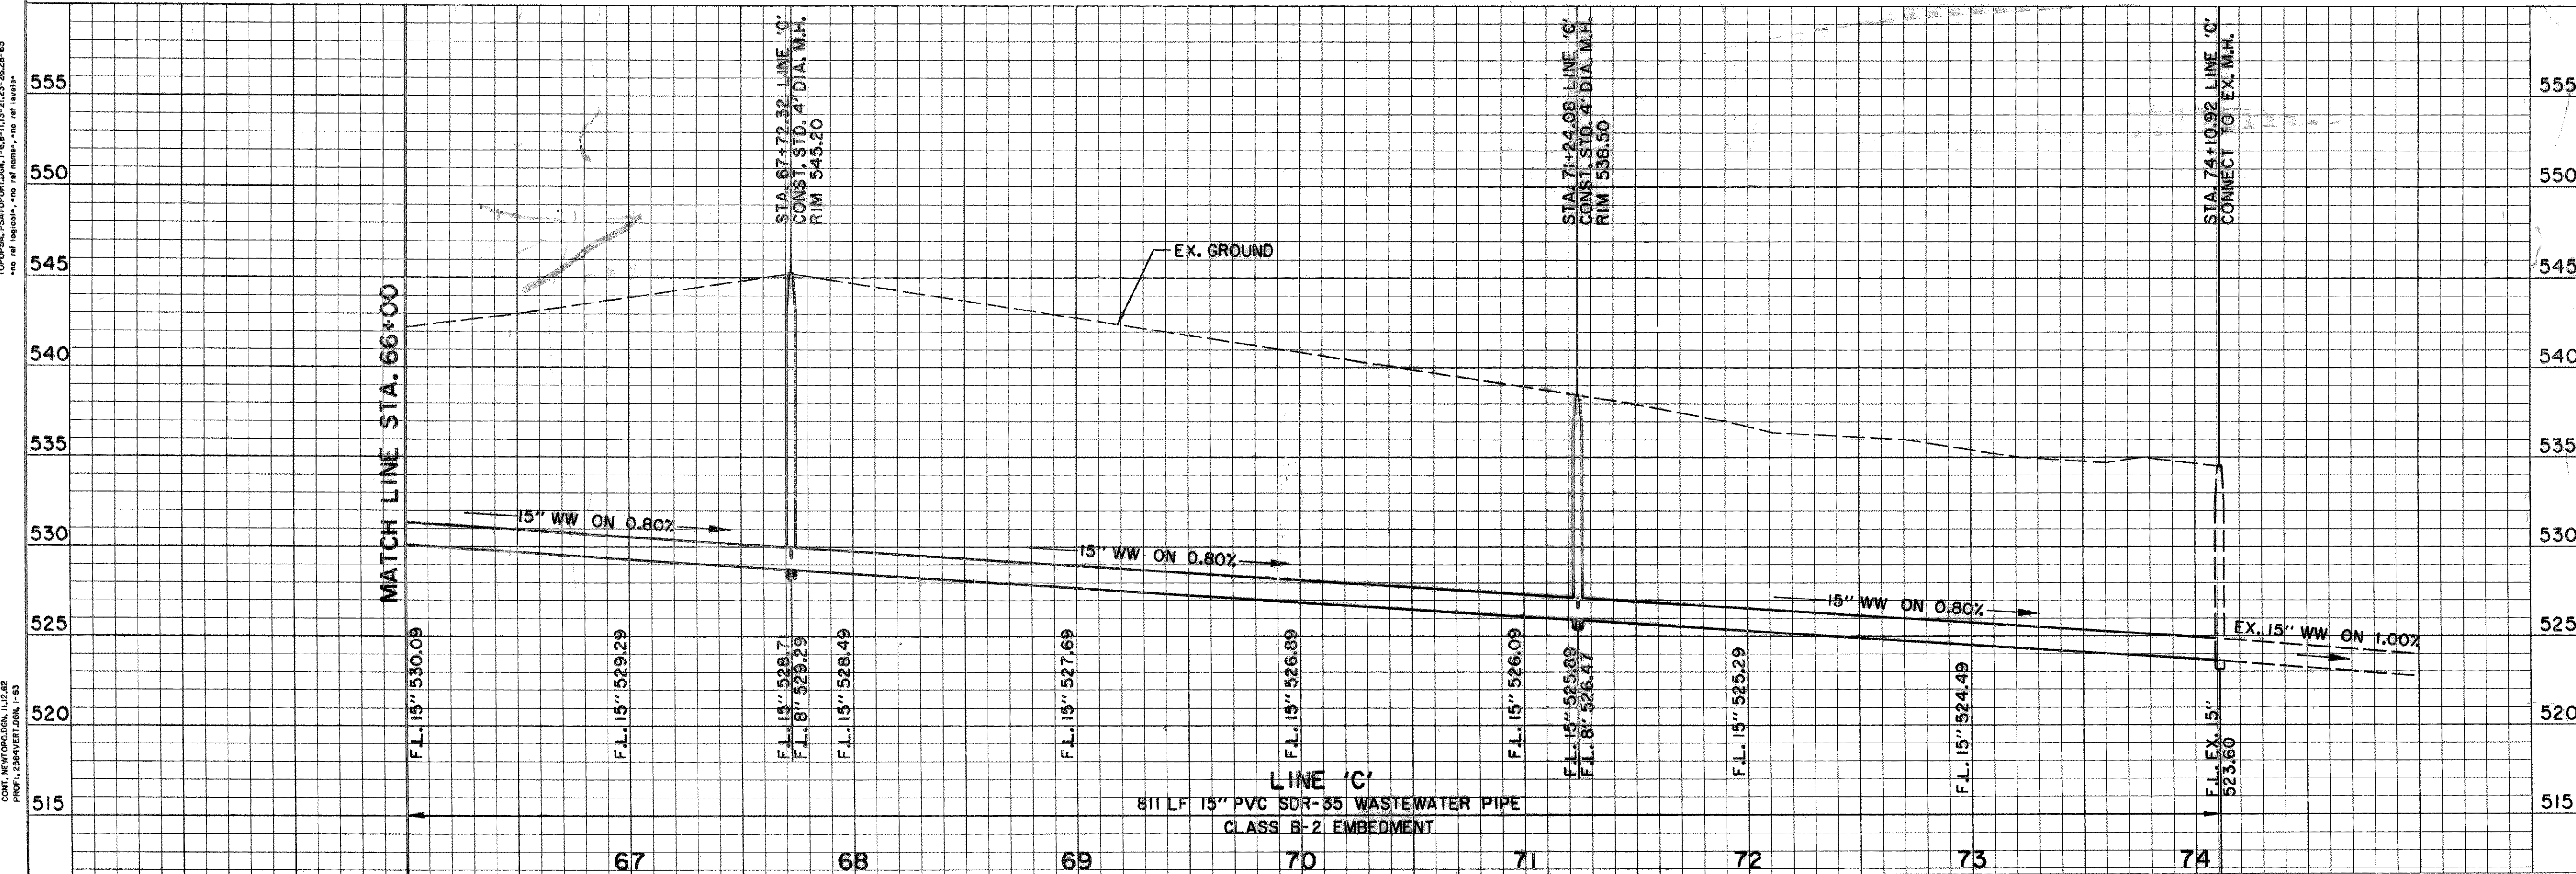 555
550
545
540
535
530
525
520
515
CONT. NEWTOPO.DGN, 11,12,62
PROF1, 2564VERT.DGN, 1-63
MATCH LINE STA. 66+00
STA. 67+72.32 LINE 'C'
CONST. STD. 4' DIA. M.H.
RIM 545.20
EX. GROUND
STA. 71+24.08 LINE 'C'
CONST. STD. 4' DIA. M.H.
RIM 538.50
STA. 74+10.92 LINE 'C'
CONNECT TO EX. M.H.
15" WW ON 0.80%
15" WW ON 0.80%
15" WW ON 0.80%
EX. 15" WW ON 1.00%
F.L. 15" 530.09
F.L. 15" 529.29
F.L. 15" 528.71
F.L. 8" 529.29
F.L. 15" 528.49
F.L. 15" 527.69
F.L. 15" 526.89
F.L. 15" 526.09
F.L. 15" 525.89
F.L. 8" 526.47
F.L. 15" 525.29
F.L. 15" 524.49
F.L. EX. 15"
523.60
LINE 'C'
811 LF 15" PVC SDR-35 WASTEWATER PIPE
CLASS B-2 EMBEDMENT
67 68 69 70 71 72 73 74
555
550
545
540
535
530
525
520
515